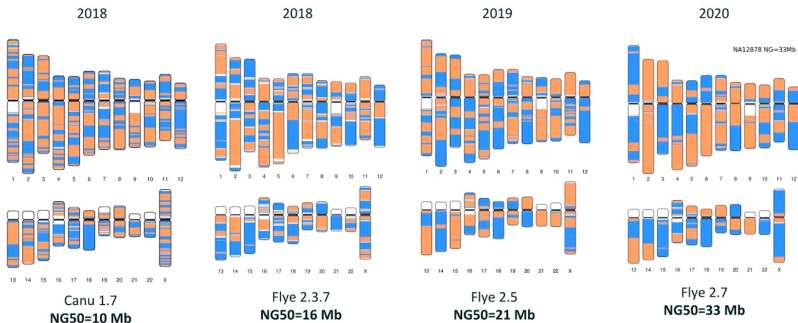 2018
2018
2019
2020
NA12878 NG=33Mb
1 2 3 4 5 6 7 8 9 10 11 12
1 2 3 4 5 6 7 8 9 10 11 12
1 2 3 4 5 6 7 8 9 10 11 12
1 2 3 4 5 6 7 8 9 10 11 12
13 14 15 16 17 18 19 20 21 22 X
13 14 15 16 17 18 19 20 21 22 X
13 14 15 16 17 18 19 20 21 22 X
13 14 15 16 17 18 19 20 21 22 X
Canu 1.7
NG50=10 Mb
Flye 2.3.7
NG50=16 Mb
Flye 2.5
NG50=21 Mb
Flye 2.7
NG50=33 Mb